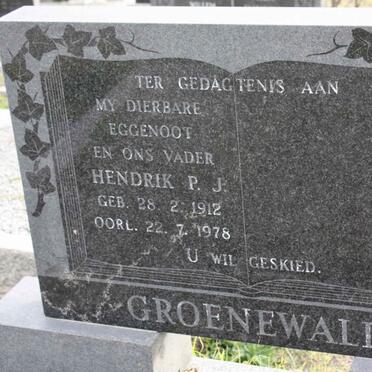 TER GEDAGTENIS AAN
MY DIERBARE
EGGENOOT
EN ONS VADER
HENDRIK P. J.
GEB. 28. 2. 1912
OORL. 22. 7. 1978
U WIL GESKIED.
GROENEWALD